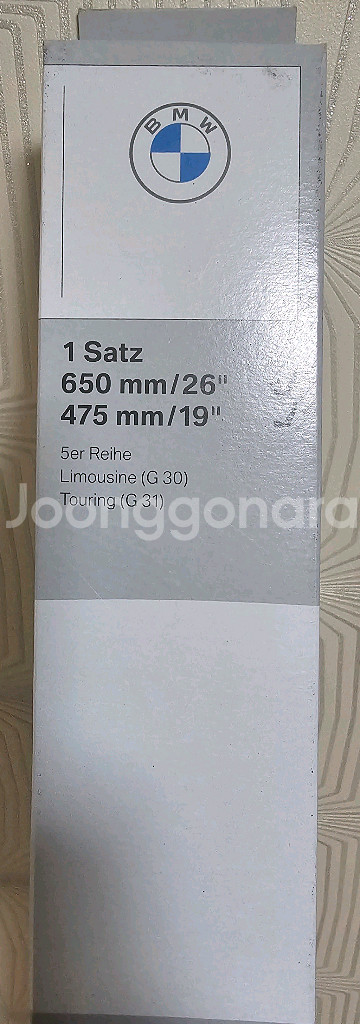 BMW
1 Satz
650 mm/26"
475 mm/19"
5er Reihe
Limousine (G 30)
Touring (G 31)
Joonggonara